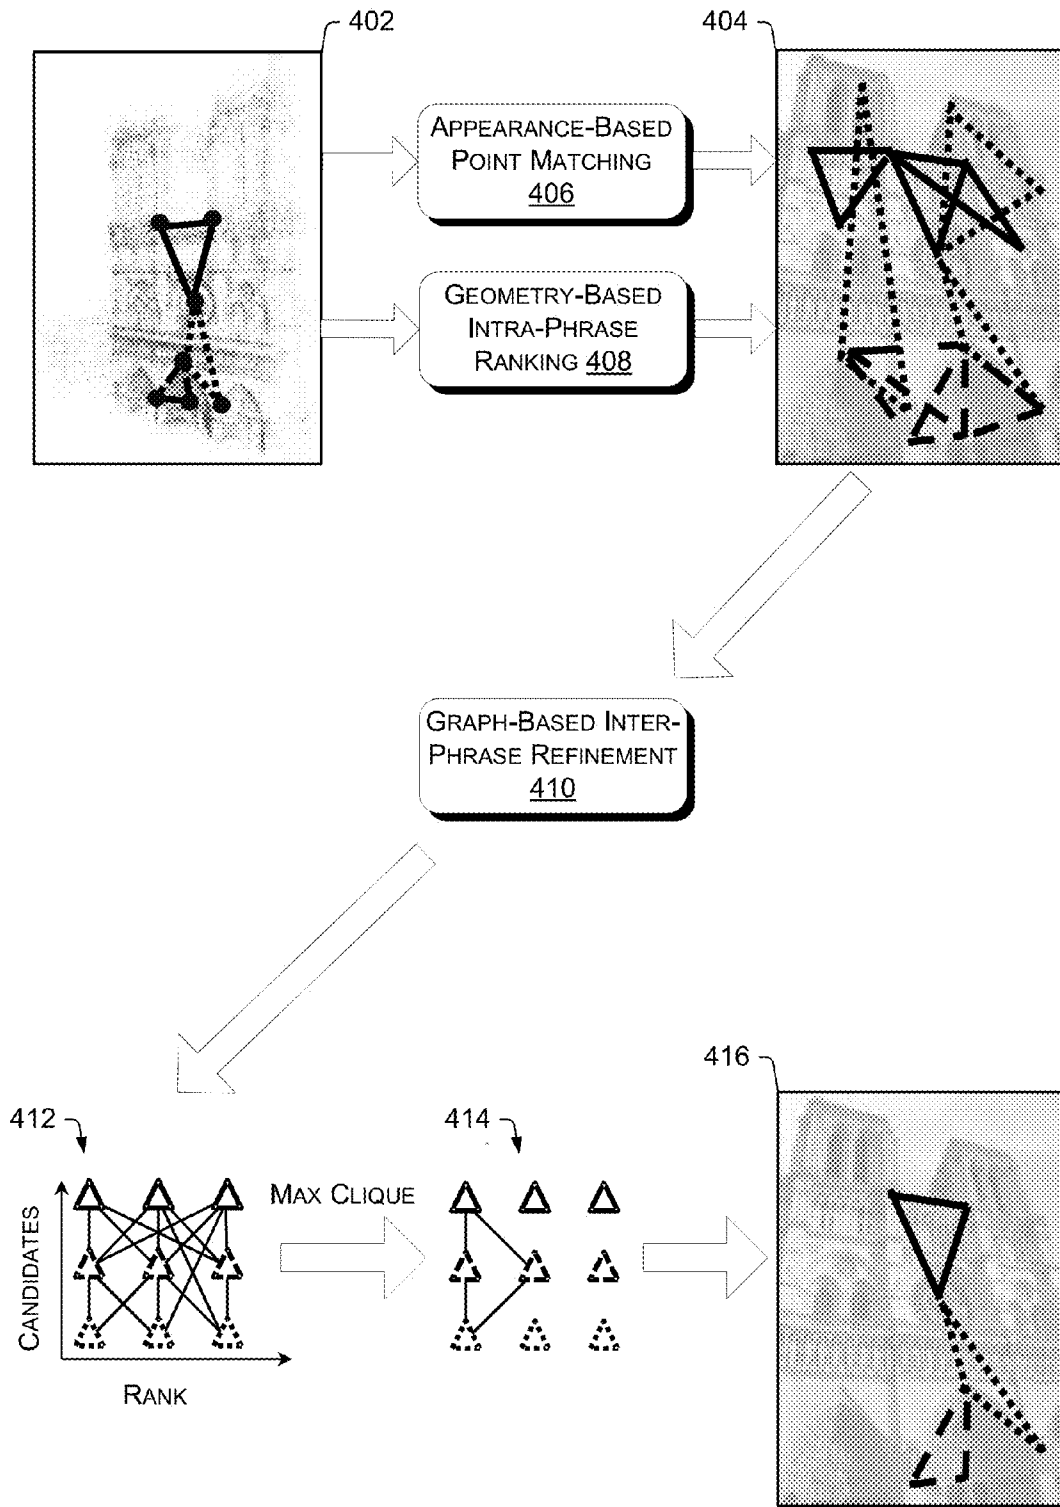 402
404
APPEARANCE-BASED
POINT MATCHING
406
GEOMETRY-BASED
INTRA-PHRASE
RANKING 408
GRAPH-BASED INTER-
PHRASE REFINEMENT
410
416
412
414
MAX CLIQUE
CANDIDATES
RANK